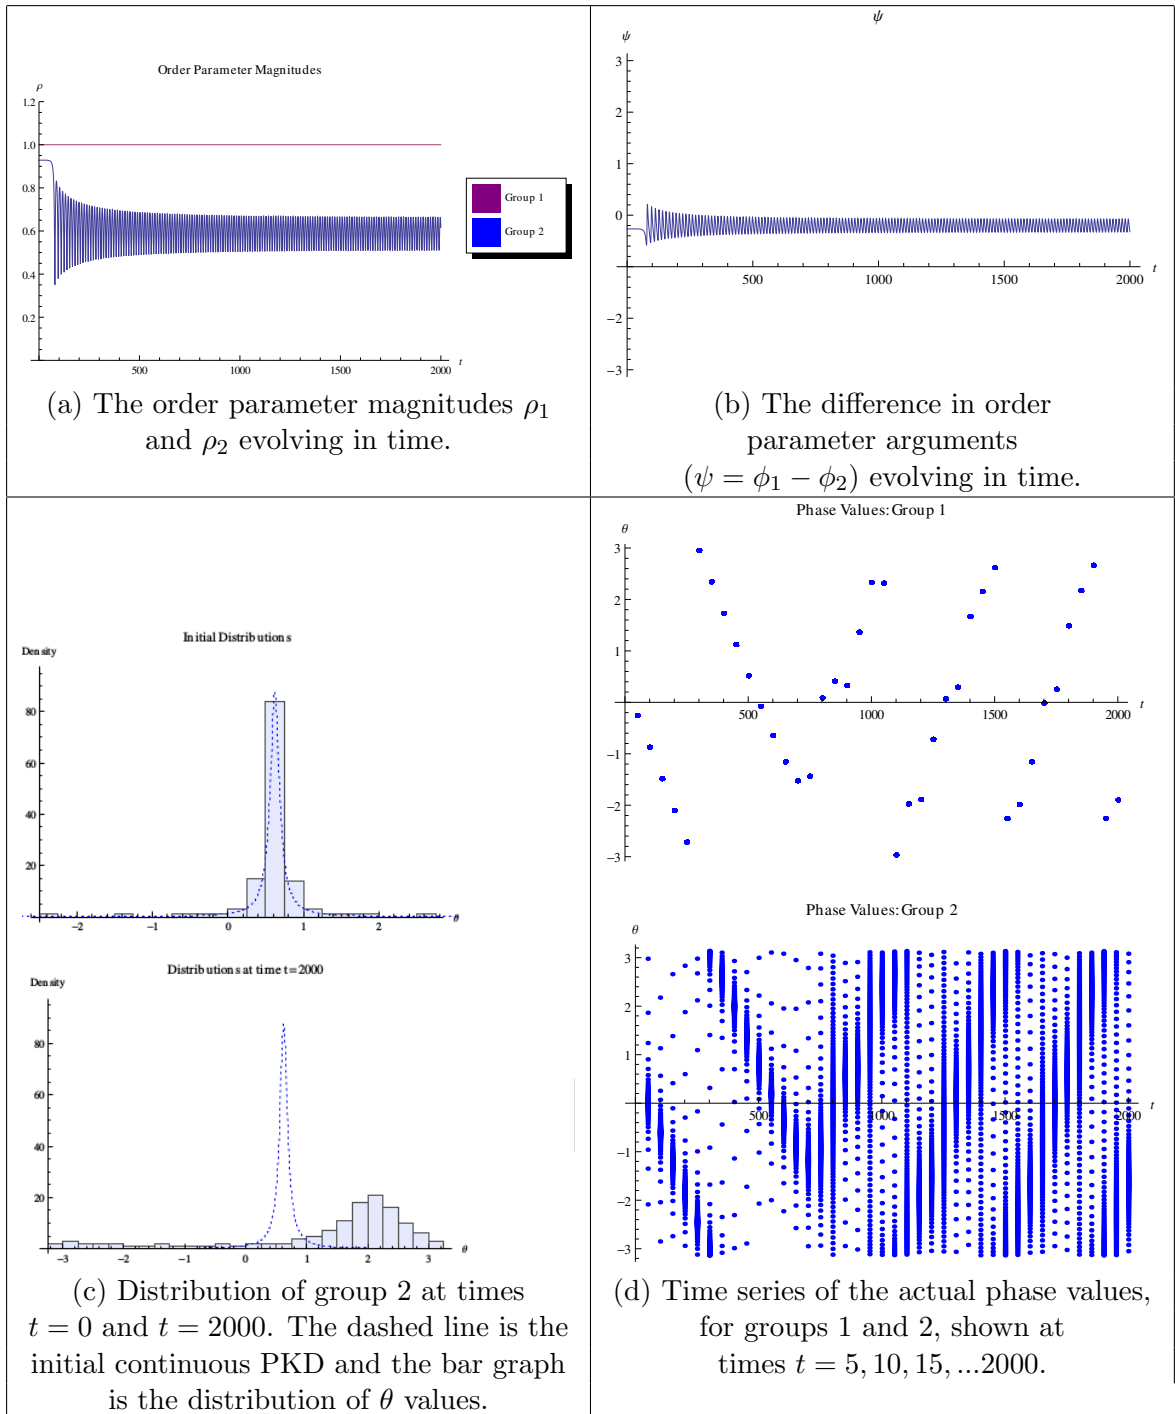 Order Parameter Magnitudes
ρ
1.2
1.0
0.8
0.6
0.4
0.2
500 1000 1500 2000 t
Group 1
Group 2
(a) The order parameter magnitudes ρ₁
and ρ₂ evolving in time.
ψ
ψ
3
2
1
0
−2
−3
500 1000 1500 2000 t
(b) The difference in order
parameter arguments
(ψ = ϕ₁ − ϕ₂) evolving in time.
Initial Distributions
Density
80
60
40
20
−2 −1 0 1 2 θ
Distributions at time t=2000
Density
80
60
40
20
−3 −2 −1 0 1 2 3 θ
(c) Distribution of group 2 at times
t = 0 and t = 2000. The dashed line is the
initial continuous PKD and the bar graph
is the distribution of θ values.
Phase Values: Group 1
θ
3
2
1
−1
−2
−3
500 1000 1500 2000 t
Phase Values: Group 2
θ
3
2
1
−1
−2
−3
500 1000 1500 2000 t
(d) Time series of the actual phase values,
for groups 1 and 2, shown at
times t = 5, 10, 15, ...2000.